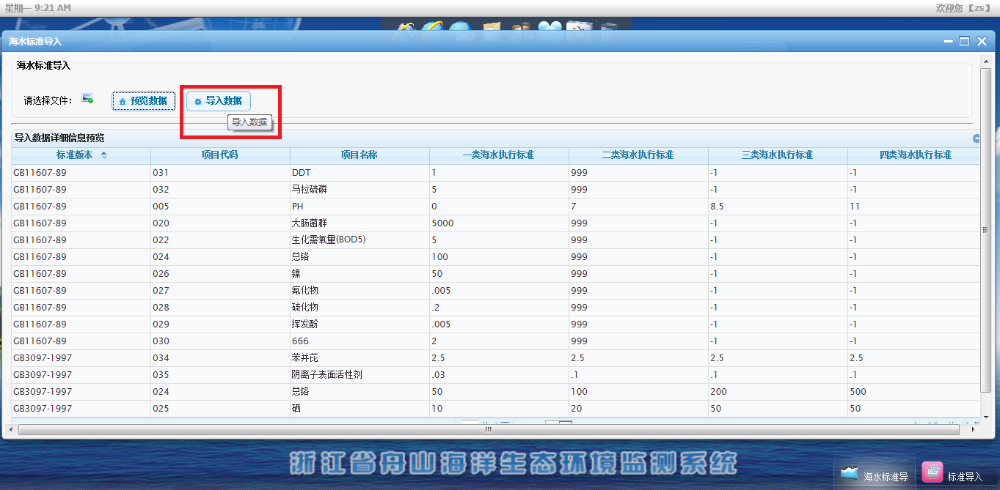 星期一 9:21 AM 欢迎您 【zs】
海水标准导入
海水标准导入
请选择文件： 预览数据 导入数据
导入数据
导入数据详细信息预览
标准版本 项目代码 项目名称 一类海水执行标准 二类海水执行标准 三类海水执行标准 四类海水执行标准
GB11607-89 031 DDT 1 999 -1 -1
GB11607-89 032 马拉硫磷 5 999 -1 -1
GB11607-89 005 PH 0 7 8.5 11
GB11607-89 020 大肠菌群 5000 999 -1 -1
GB11607-89 022 生化需氧量(BOD5) 5 999 -1 -1
GB11607-89 024 总铬 100 999 -1 -1
GB11607-89 026 镍 50 999 -1 -1
GB11607-89 027 氰化物 .005 999 -1 -1
GB11607-89 028 硫化物 .2 999 -1 -1
GB11607-89 029 挥发酚 .005 999 -1 -1
GB11607-89 030 666 2 999 -1 -1
GB3097-1997 034 苯并芘 2.5 2.5 2.5 2.5
GB3097-1997 035 阴离子表面活性剂 .03 .1 .1 .1
GB3097-1997 024 总铬 50 100 200 500
GB3097-1997 025 硒 10 20 50 50
浙江省舟山海洋生态环境监测系统
海水标准导 标准导入